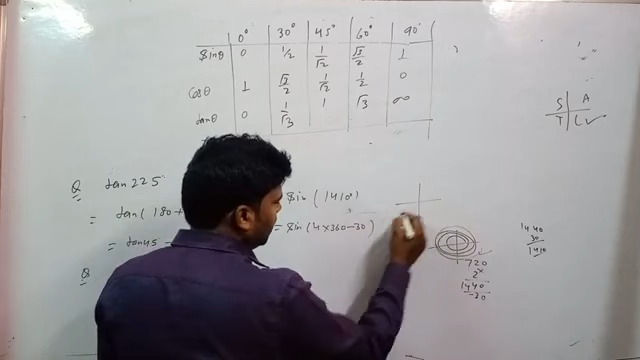 0° 30° 45° 60° 90°
Sinθ 0 1/2 1/√2 √3/2 1
Cosθ 1 √3/2 1/√2 1/2 0
tanθ 0 1/√3 1 √3 ∞
S A
T C ✓
Q tan 225°
= tan(180+
= tan45
Q
Sin(1410°)
= Sin(4×360-30)
720
2×
1440
-30
1440
30
1410